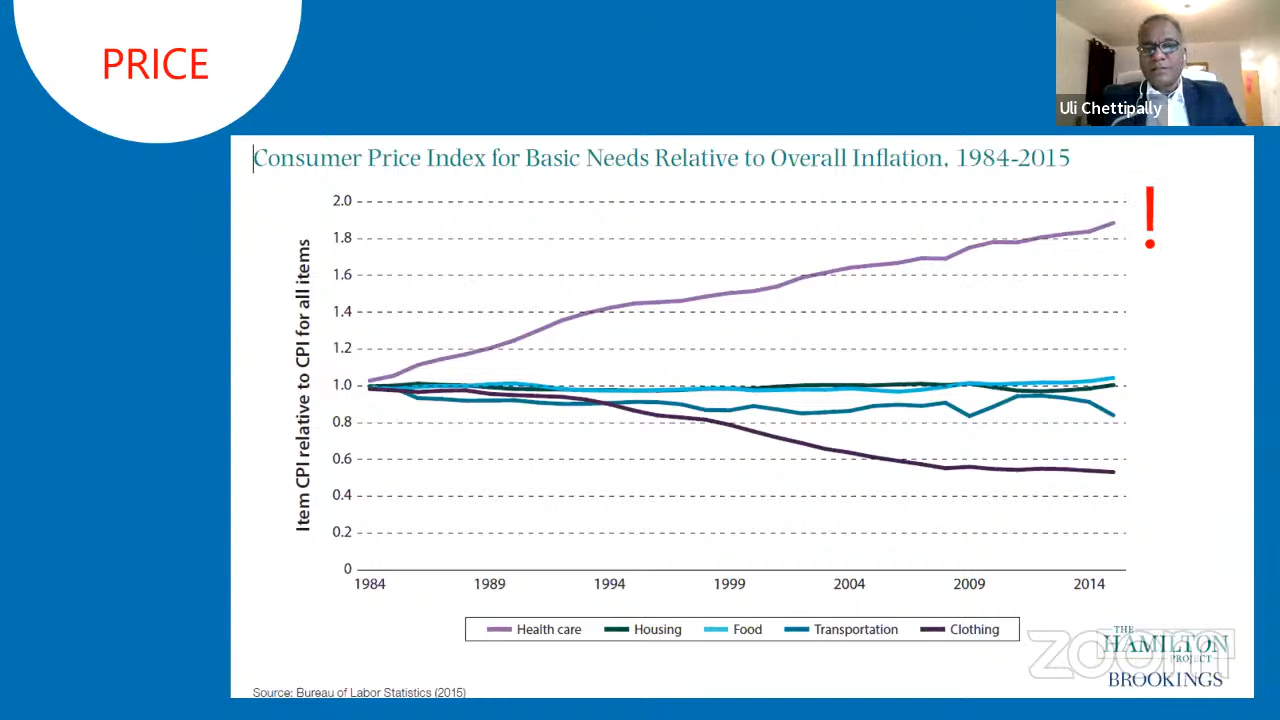 PRICE
Uli Chettipally
Consumer Price Index for Basic Needs Relative to Overall Inflation, 1984-2015
!
Item CPI relative to CPI for all items
2.0
1.8
1.6
1.4
1.2
1.0
0.8
0.6
0.4
0.2
0
1984 1989 1994 1999 2004 2009 2014
Health care Housing Food Transportation Clothing
THE
HAMILTON
PROJECT
zoom
BROOKINGS
Source: Bureau of Labor Statistics (2015)